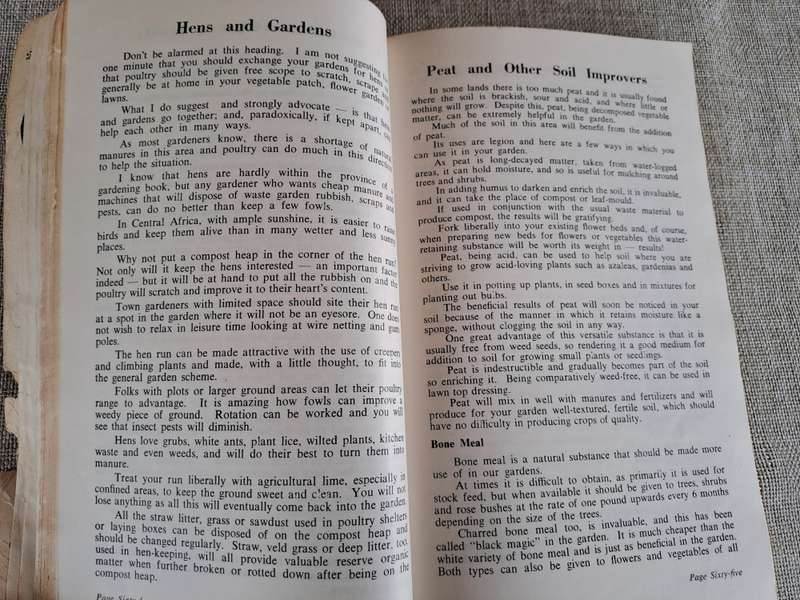 Hens and Gardens
Don't be alarmed at this heading. I am not suggesting
one minute that you should exchange your gardens for hens
that poultry should be given free scope to scratch, scrape
generally be at home in your vegetable patch, flower garden
lawns.
What I do suggest and strongly advocate — is that hens
and gardens go together; and, paradoxically, if kept apart, can
help each other in many ways.
As most gardeners know, there is a shortage of natural
manures in this area and poultry can do much in this direction
to help the situation.
I know that hens are hardly within the province of
gardening book, but any gardener who wants cheap manure and
machines that will dispose of waste garden rubbish, scraps and
pests, can do no better than keep a few fowls.
In Central Africa, with ample sunshine, it is easier to raise
birds and keep them alive than in many wetter and less sunny
places.
Why not put a compost heap in the corner of the hen run?
Not only will it keep the hens interested — an important factor
indeed — but it will be at hand to put all the rubbish on and the
poultry will scratch and improve it to their heart's content.
Town gardeners with limited space should site their hen run
at a spot in the garden where it will not be an eyesore. One does
not wish to relax in leisure time looking at wire netting and gum
poles.
The hen run can be made attractive with the use of creepers
and climbing plants and made, with a little thought, to fit into
the general garden scheme.
Folks with plots or larger ground areas can let their poultry
range to advantage. It is amazing how fowls can improve a
weedy piece of ground. Rotation can be worked and you will
see that insect pests will diminish.
Hens love grubs, white ants, plant lice, wilted plants, kitchen
waste and even weeds, and will do their best to turn them into
manure.
Treat your run liberally with agricultural lime, especially in
confined areas, to keep the ground sweet and clean. You will not
lose anything as all this will eventually come back into the garden.
All the straw litter, grass or sawdust used in poultry shelters
or laying boxes can be disposed of on the compost heap and
should be changed regularly. Straw, veld grass or deep litter, too,
used in hen-keeping, will all provide valuable reserve organic
matter when further broken or rotted down after being on the
compost heap.
Page
Peat and Other Soil Improvers
In some lands there is too much peat and it is usually found
where the soil is brackish, sour and acid, and where little or
nothing will grow. Despite this, peat, being decomposed vegetable
matter, can be extremely helpful in the garden.
Much of the soil in this area will benefit from the addition
of peat.
Its uses are legion and here are a few ways in which you
can use it in your garden.
As peat is long-decayed matter, taken from water-logged
areas, it can hold moisture, and so is useful for mulching around
trees and shrubs.
In adding humus to darken and enrich the soil, it is invaluable,
and it can take the place of compost or leaf-mould.
If used in conjunction with the usual waste material to
produce compost, the results will be gratifying.
Fork liberally into your existing flower beds and, of course,
when preparing new beds for flowers or vegetables this water-
retaining substance will be worth its weight in — results!
Peat, being acid, can be used to help soil where you are
striving to grow acid-loving plants such as azaleas, gardenias and
others.
Use it in potting up plants, in seed boxes and in mixtures for
planting out bulbs.
The beneficial results of peat will soon be noticed in your
soil because of the manner in which it retains moisture like a
sponge, without clogging the soil in any way.
One great advantage of this versatile substance is that it is
usually free from weed seeds, so rendering it a good medium for
addition to soil for growing small plants or seedlings.
Peat is indestructible and gradually becomes part of the soil
so enriching it. Being comparatively weed-free, it can be used in
lawn top dressing.
Peat will mix in well with manures and fertilizers and will
produce for your garden well-textured, fertile soil, which should
have no difficulty in producing crops of quality.
Bone Meal
Bone meal is a natural substance that should be made more
use of in our gardens.
At times it is difficult to obtain, as primarily it is used for
stock feed, but when available it should be given to trees, shrubs
and rose bushes at the rate of one pound upwards every 6 months
depending on the size of the trees.
Charred bone meal too, is invaluable, and this has been
called "black magic" in the garden. It is much cheaper than the
white variety of bone meal and is just as beneficial in the garden.
Both types can also be given to flowers and vegetables of all
Page Sixty-five